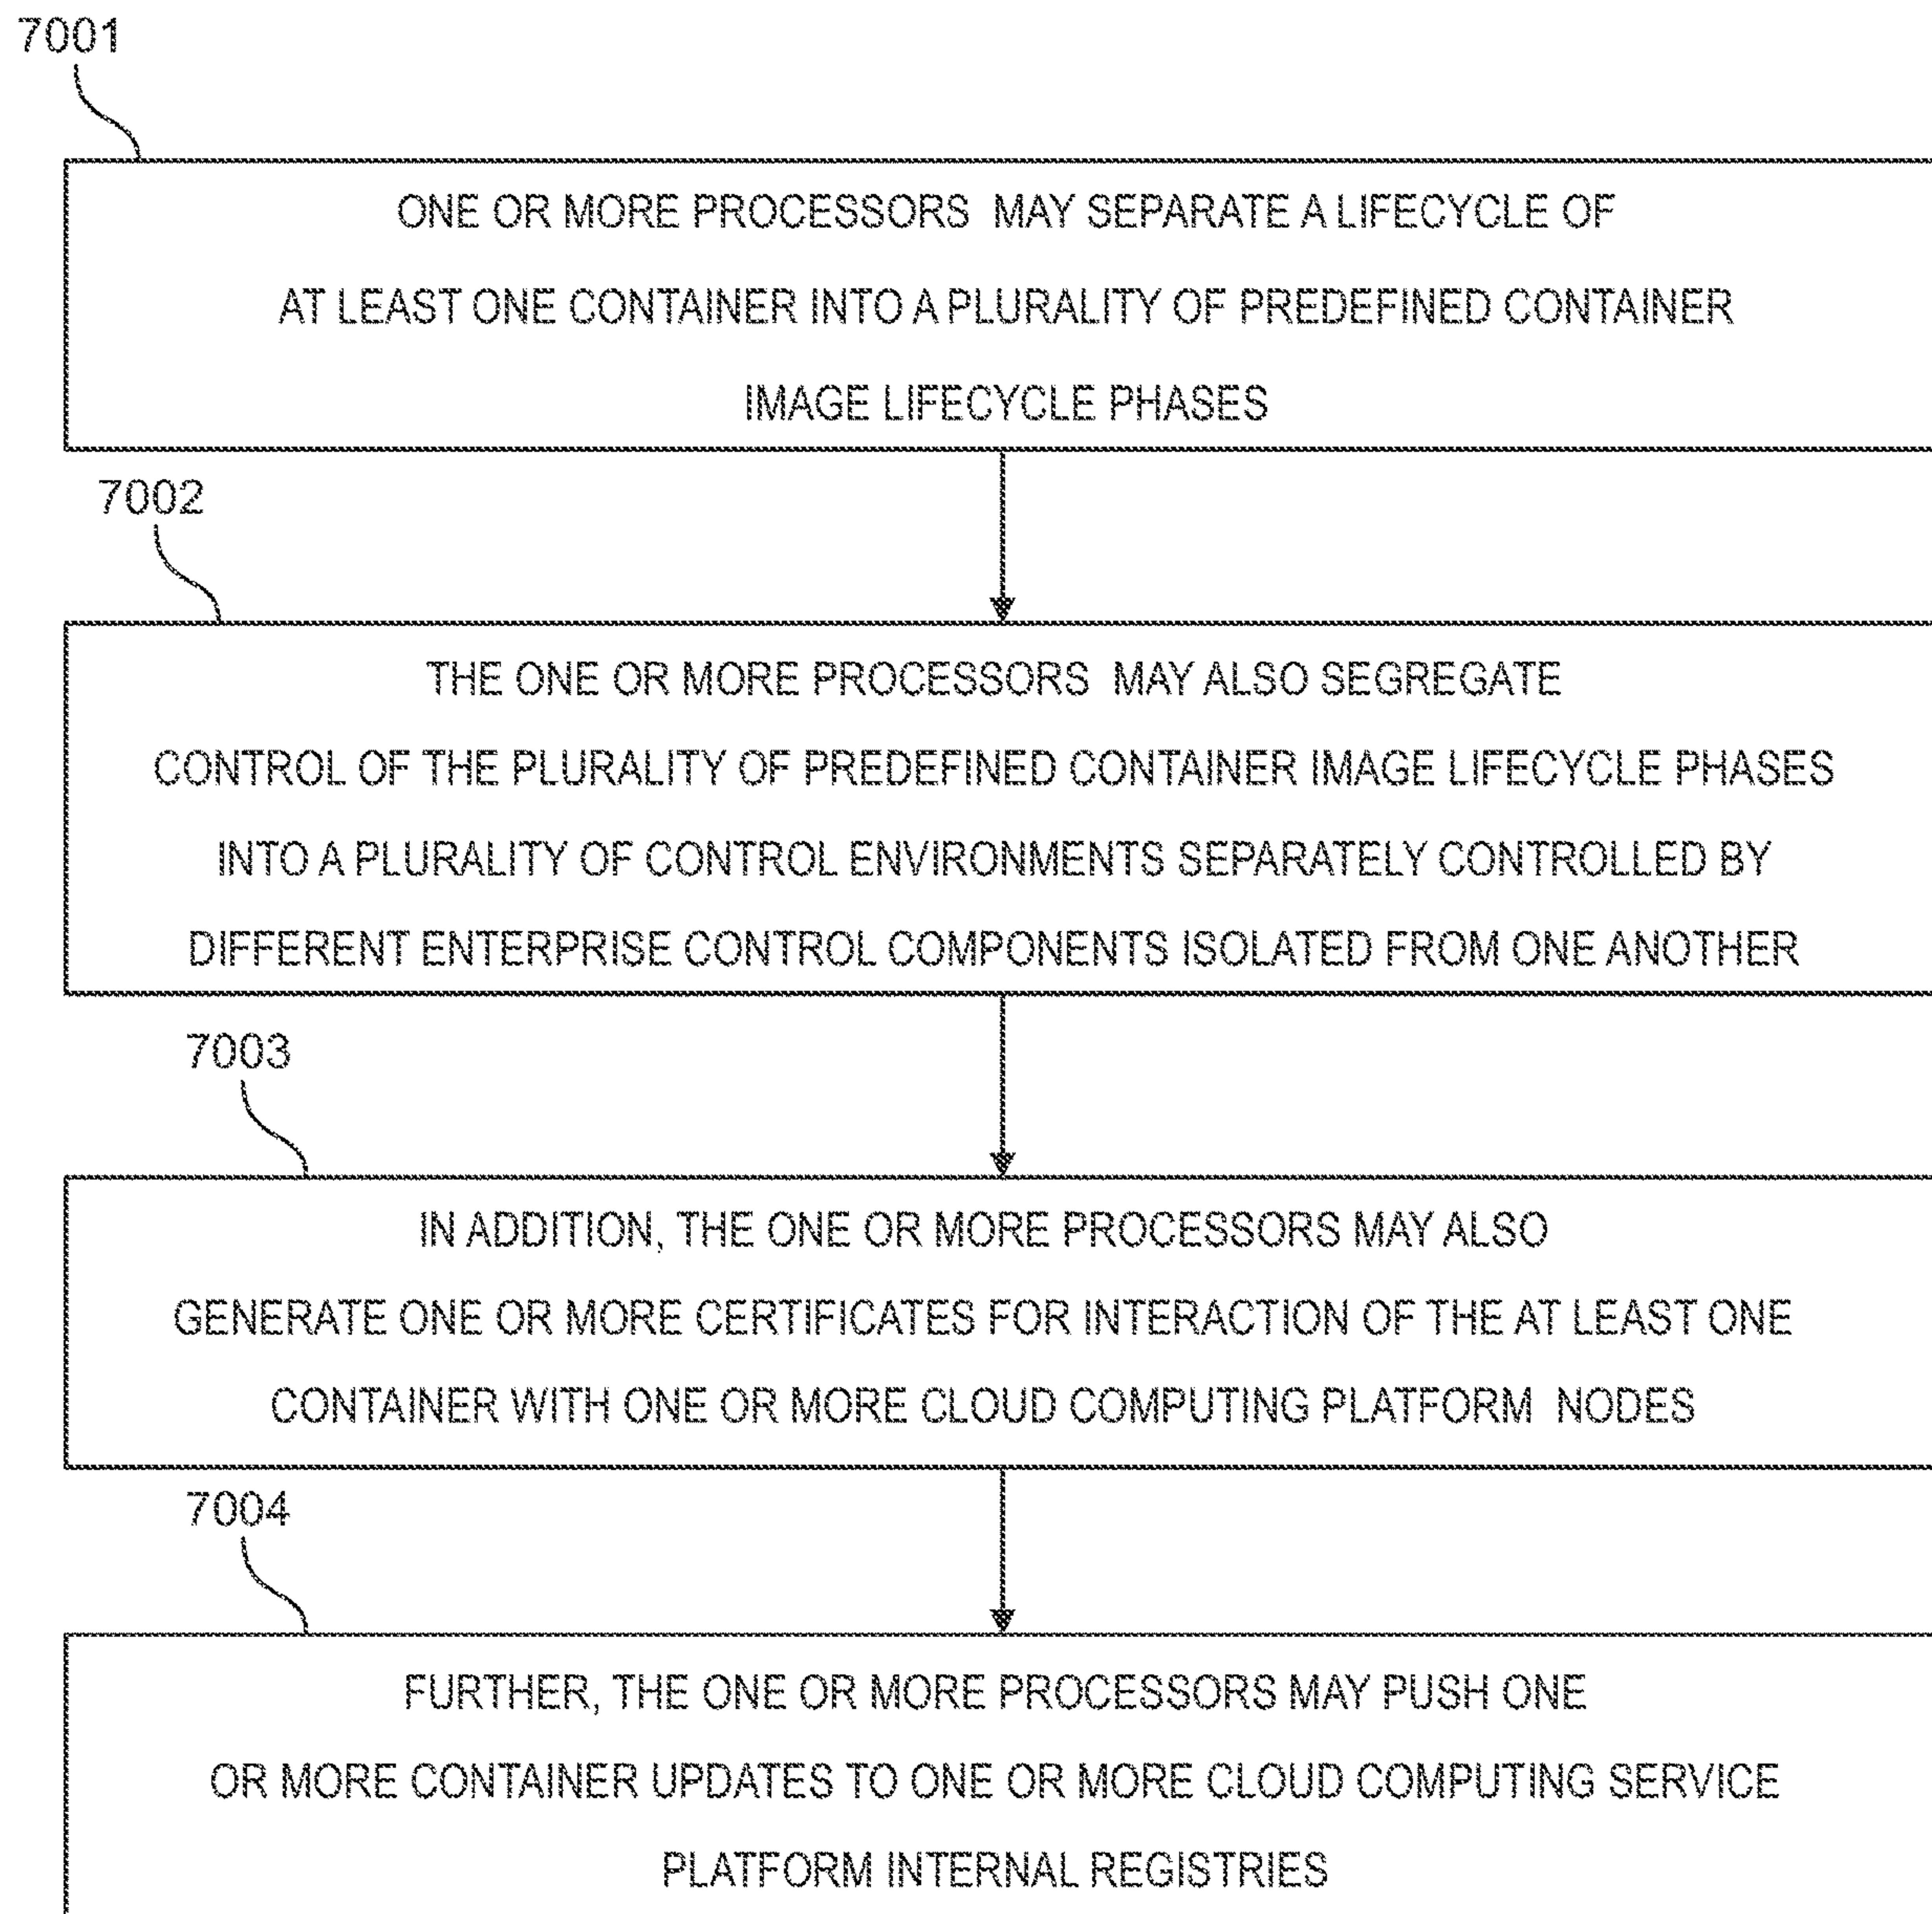 7001
ONE OR MORE PROCESSORS MAY SEPARATE A LIFECYCLE OF
AT LEAST ONE CONTAINER INTO A PLURALITY OF PREDEFINED CONTAINER
IMAGE LIFECYCLE PHASES
7002
THE ONE OR MORE PROCESSORS MAY ALSO SEGREGATE
CONTROL OF THE PLURALITY OF PREDEFINED CONTAINER IMAGE LIFECYCLE PHASES
INTO A PLURALITY OF CONTROL ENVIRONMENTS SEPARATELY CONTROLLED BY
DIFFERENT ENTERPRISE CONTROL COMPONENTS ISOLATED FROM ONE ANOTHER
7003
IN ADDITION, THE ONE OR MORE PROCESSORS MAY ALSO
GENERATE ONE OR MORE CERTIFICATES FOR INTERACTION OF THE AT LEAST ONE
CONTAINER WITH ONE OR MORE CLOUD COMPUTING PLATFORM NODES
7004
FURTHER, THE ONE OR MORE PROCESSORS MAY PUSH ONE
OR MORE CONTAINER UPDATES TO ONE OR MORE CLOUD COMPUTING SERVICE
PLATFORM INTERNAL REGISTRIES